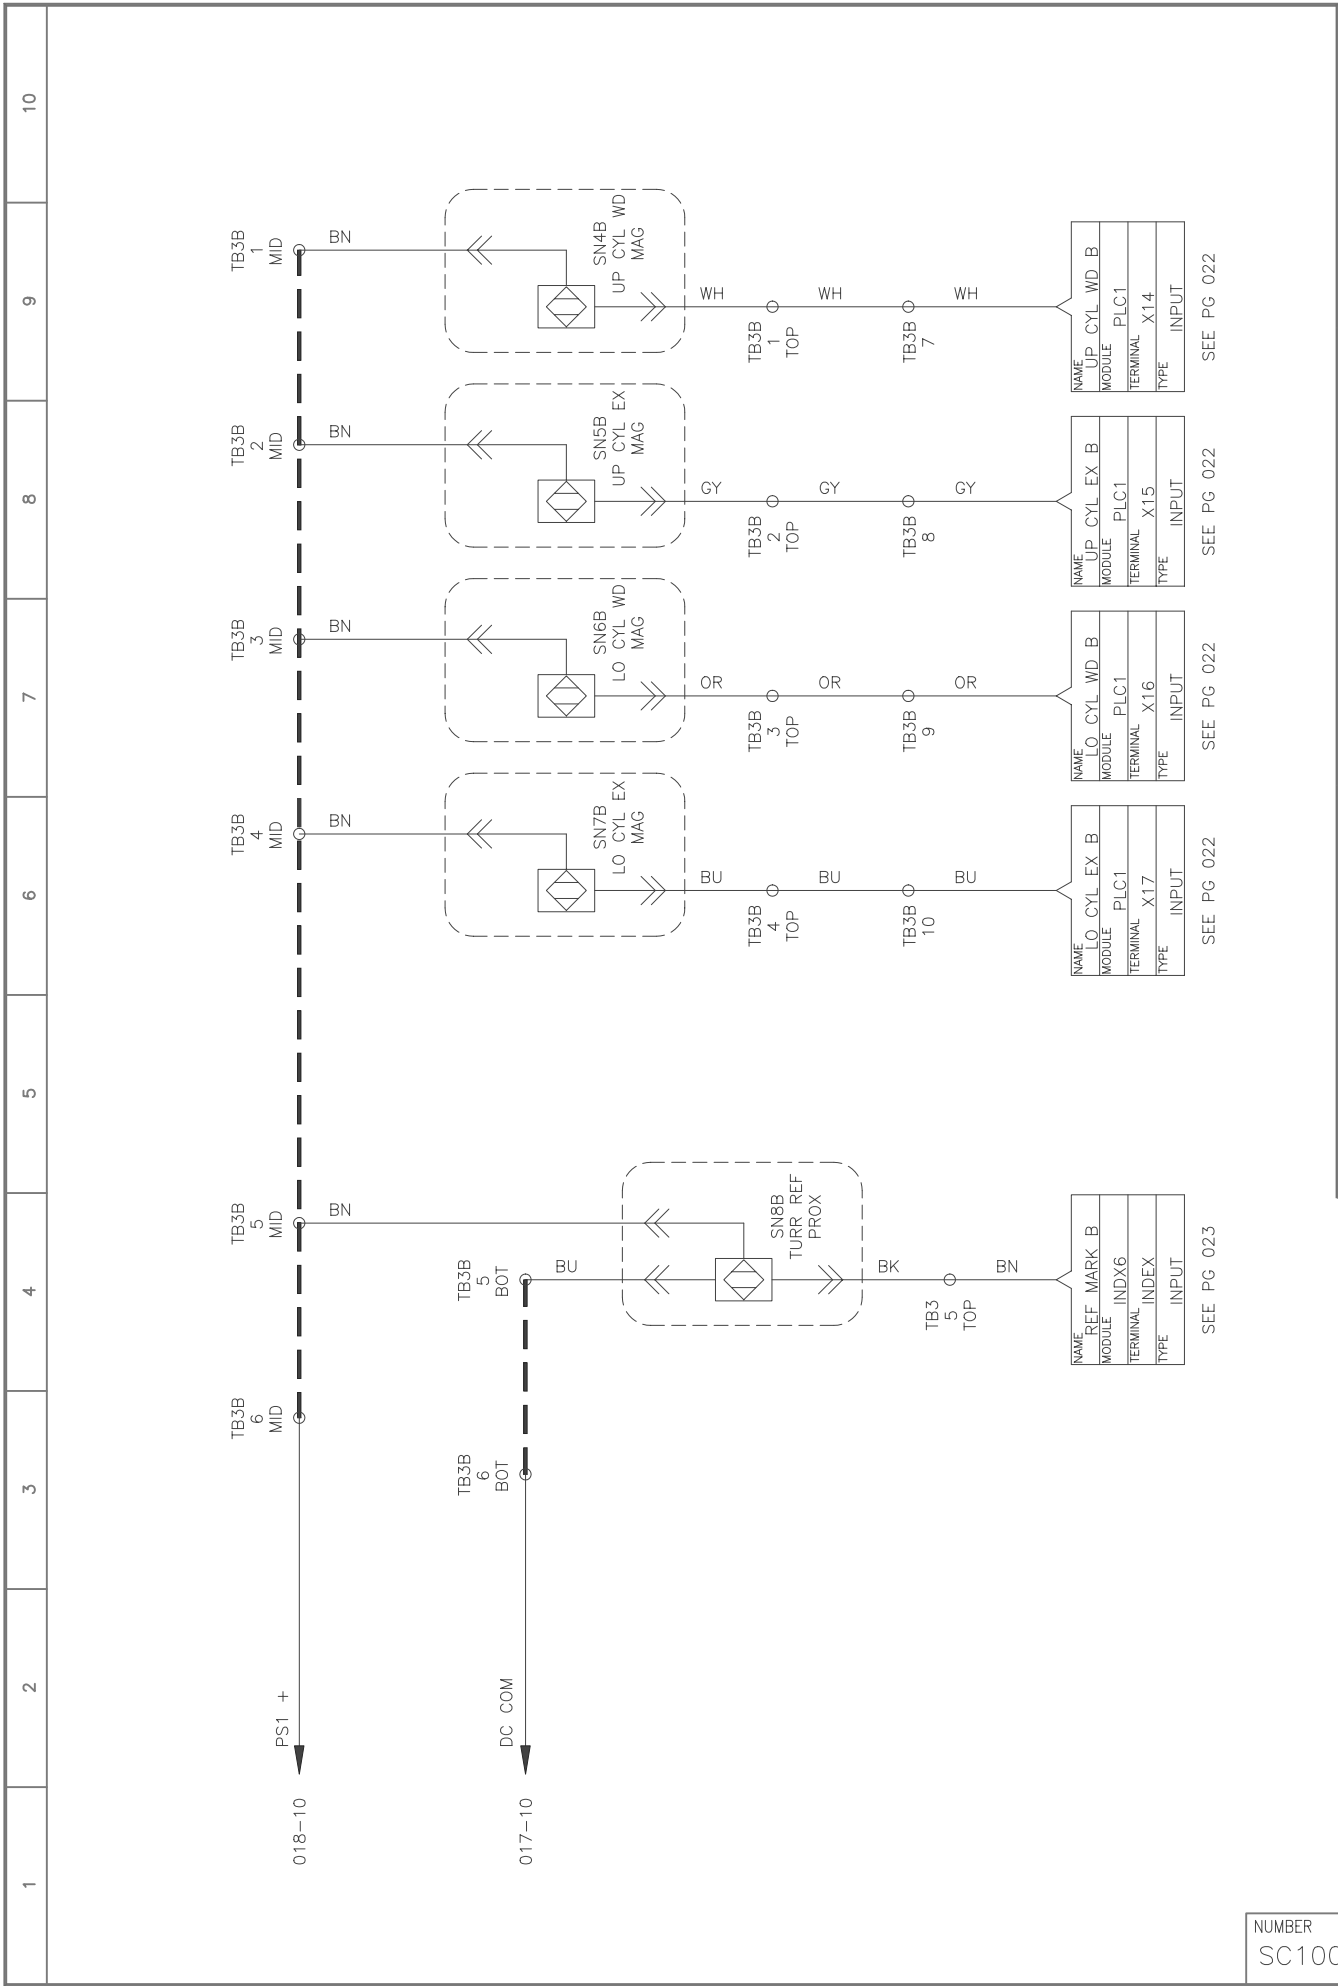 1
2
3
4
5
6
7
8
9
10
018-10
PS1 +
017-10
DC COM
TB3B
6
MID
TB3B
6
BOT
TB3B
5
MID
BN
TB3B
5
BOT
BU
SN8B
TURR REF
PROX
BK
TB3
5
TOP
BN
NAME
REF MARK B
MODULE
INDX6
TERMINAL
INDEX
TYPE
INPUT
SEE PG 023
TB3B
4
MID
BN
SN7B
LO CYL EX
MAG
BU
TB3B
4
TOP
BU
TB3B
10
BU
NAME
LO CYL EX B
MODULE
PLC1
TERMINAL
X17
TYPE
INPUT
SEE PG 022
TB3B
3
MID
BN
SN6B
LO CYL WD
MAG
OR
TB3B
3
TOP
OR
TB3B
9
OR
NAME
LO CYL WD B
MODULE
PLC1
TERMINAL
X16
TYPE
INPUT
SEE PG 022
TB3B
2
MID
BN
SN5B
UP CYL EX
MAG
GY
TB3B
2
TOP
GY
TB3B
8
GY
NAME
UP CYL EX B
MODULE
PLC1
TERMINAL
X15
TYPE
INPUT
SEE PG 022
TB3B
1
MID
BN
SN4B
UP CYL WD
MAG
WH
TB3B
1
TOP
WH
TB3B
7
WH
NAME
UP CYL WD B
MODULE
PLC1
TERMINAL
X14
TYPE
INPUT
SEE PG 022
NUMBER